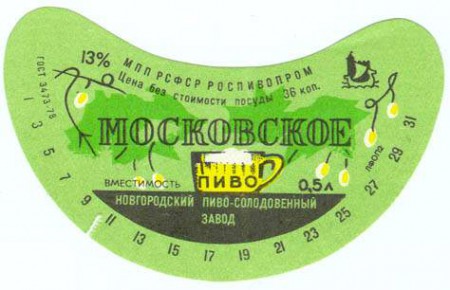 13% МПП РСФСР РОСПИВОПРОМ
Цена без стоимости посуды 36 коп.
ГОСТ 3473-78
МОСКОВСКОЕ
ПИВО
ВМЕСТИМОСТЬ 0,5 л
НОВГОРОДСКИЙ ПИВО-СОЛОДОВЕННЫЙ
ЗАВОД
1 3 5 7 9 11 13 15 17 19 21 23 25 27 29 31